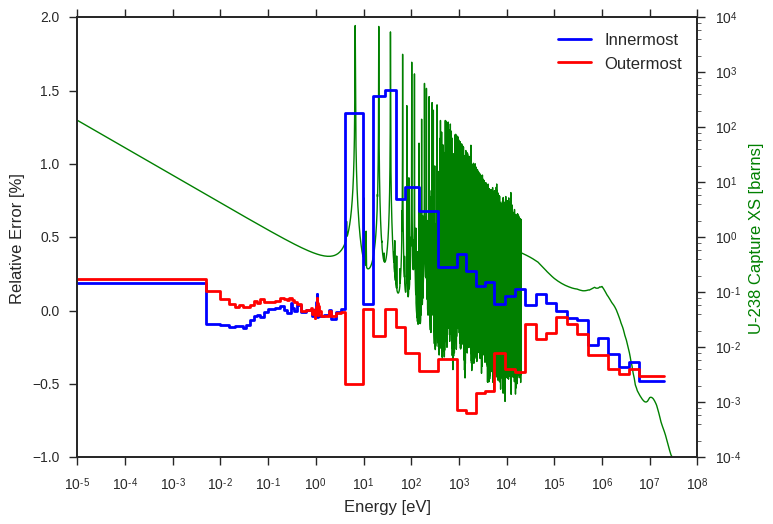 2.0
1.5
1.0
0.5
0.0
−0.5
−1.0
Relative Error [%]
Innermost
Outermost
10⁴
10³
10²
10¹
10⁰
10⁻¹
10⁻²
10⁻³
10⁻⁴
U-238 Capture XS [barns]
10⁻⁵ 10⁻⁴ 10⁻³ 10⁻² 10⁻¹ 10⁰ 10¹ 10² 10³ 10⁴ 10⁵ 10⁶ 10⁷ 10⁸
Energy [eV]